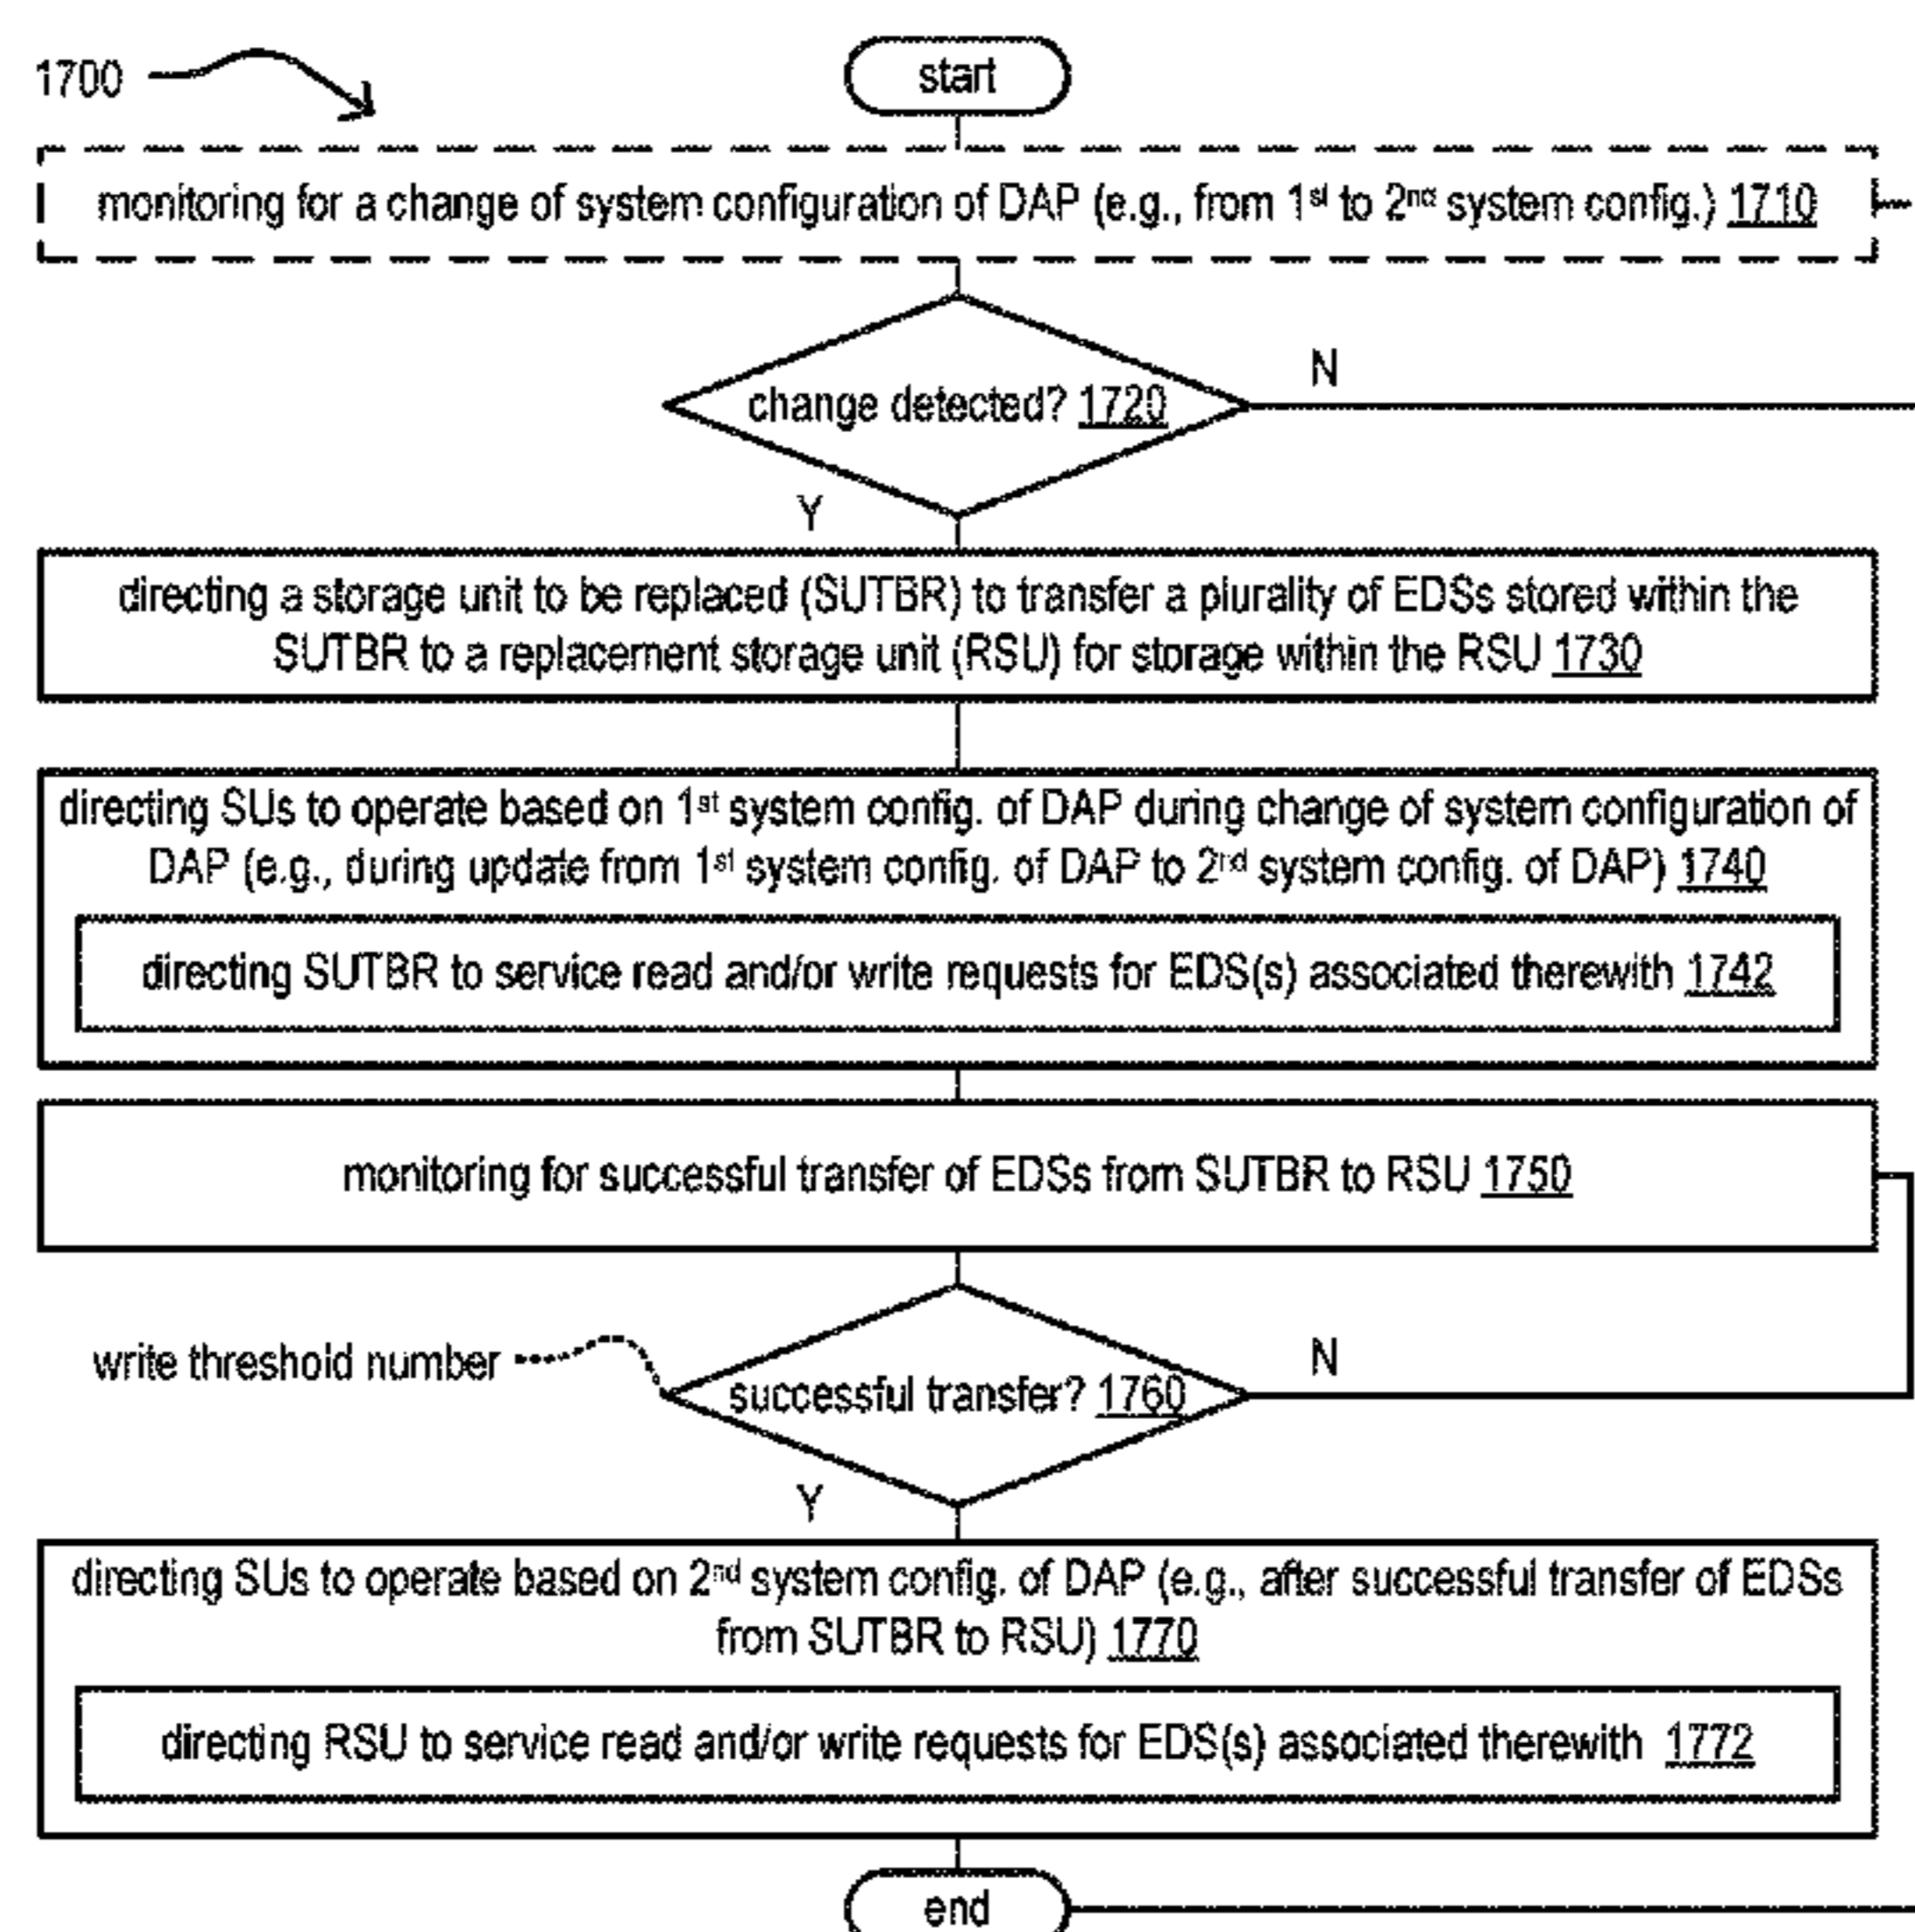 1700
start
monitoring for a change of system configuration of DAP (e.g., from 1st to 2nd system config.) 1710
change detected? 1720
N
Y
directing a storage unit to be replaced (SUTBR) to transfer a plurality of EDSs stored within the
SUTBR to a replacement storage unit (RSU) for storage within the RSU 1730
directing SUs to operate based on 1st system config. of DAP during change of system configuration of
DAP (e.g., during update from 1st system config. of DAP to 2nd system config. of DAP) 1740
directing SUTBR to service read and/or write requests for EDS(s) associated therewith 1742
monitoring for successful transfer of EDSs from SUTBR to RSU 1750
write threshold number
successful transfer? 1760
N
Y
directing SUs to operate based on 2nd system config. of DAP (e.g., after successful transfer of EDSs
from SUTBR to RSU) 1770
directing RSU to service read and/or write requests for EDS(s) associated therewith 1772
end